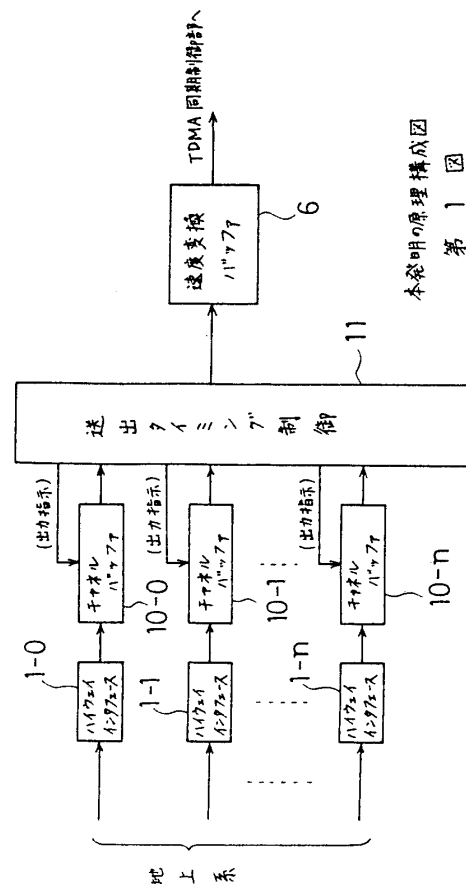 地上系
1-0
ハイウェイ
インタフェース
チャネル
バッファ
10-0
(出力指示)
1-1
ハイウェイ
インタフェース
チャネル
バッファ
10-1
(出力指示)
1-n
ハイウェイ
インタフェース
チャネル
バッファ
10-n
(出力指示)
送出タイミング制御
11
速度変換
バッファ
6
TDMA同期制御部へ
本発明の原理構成図
第 1 図